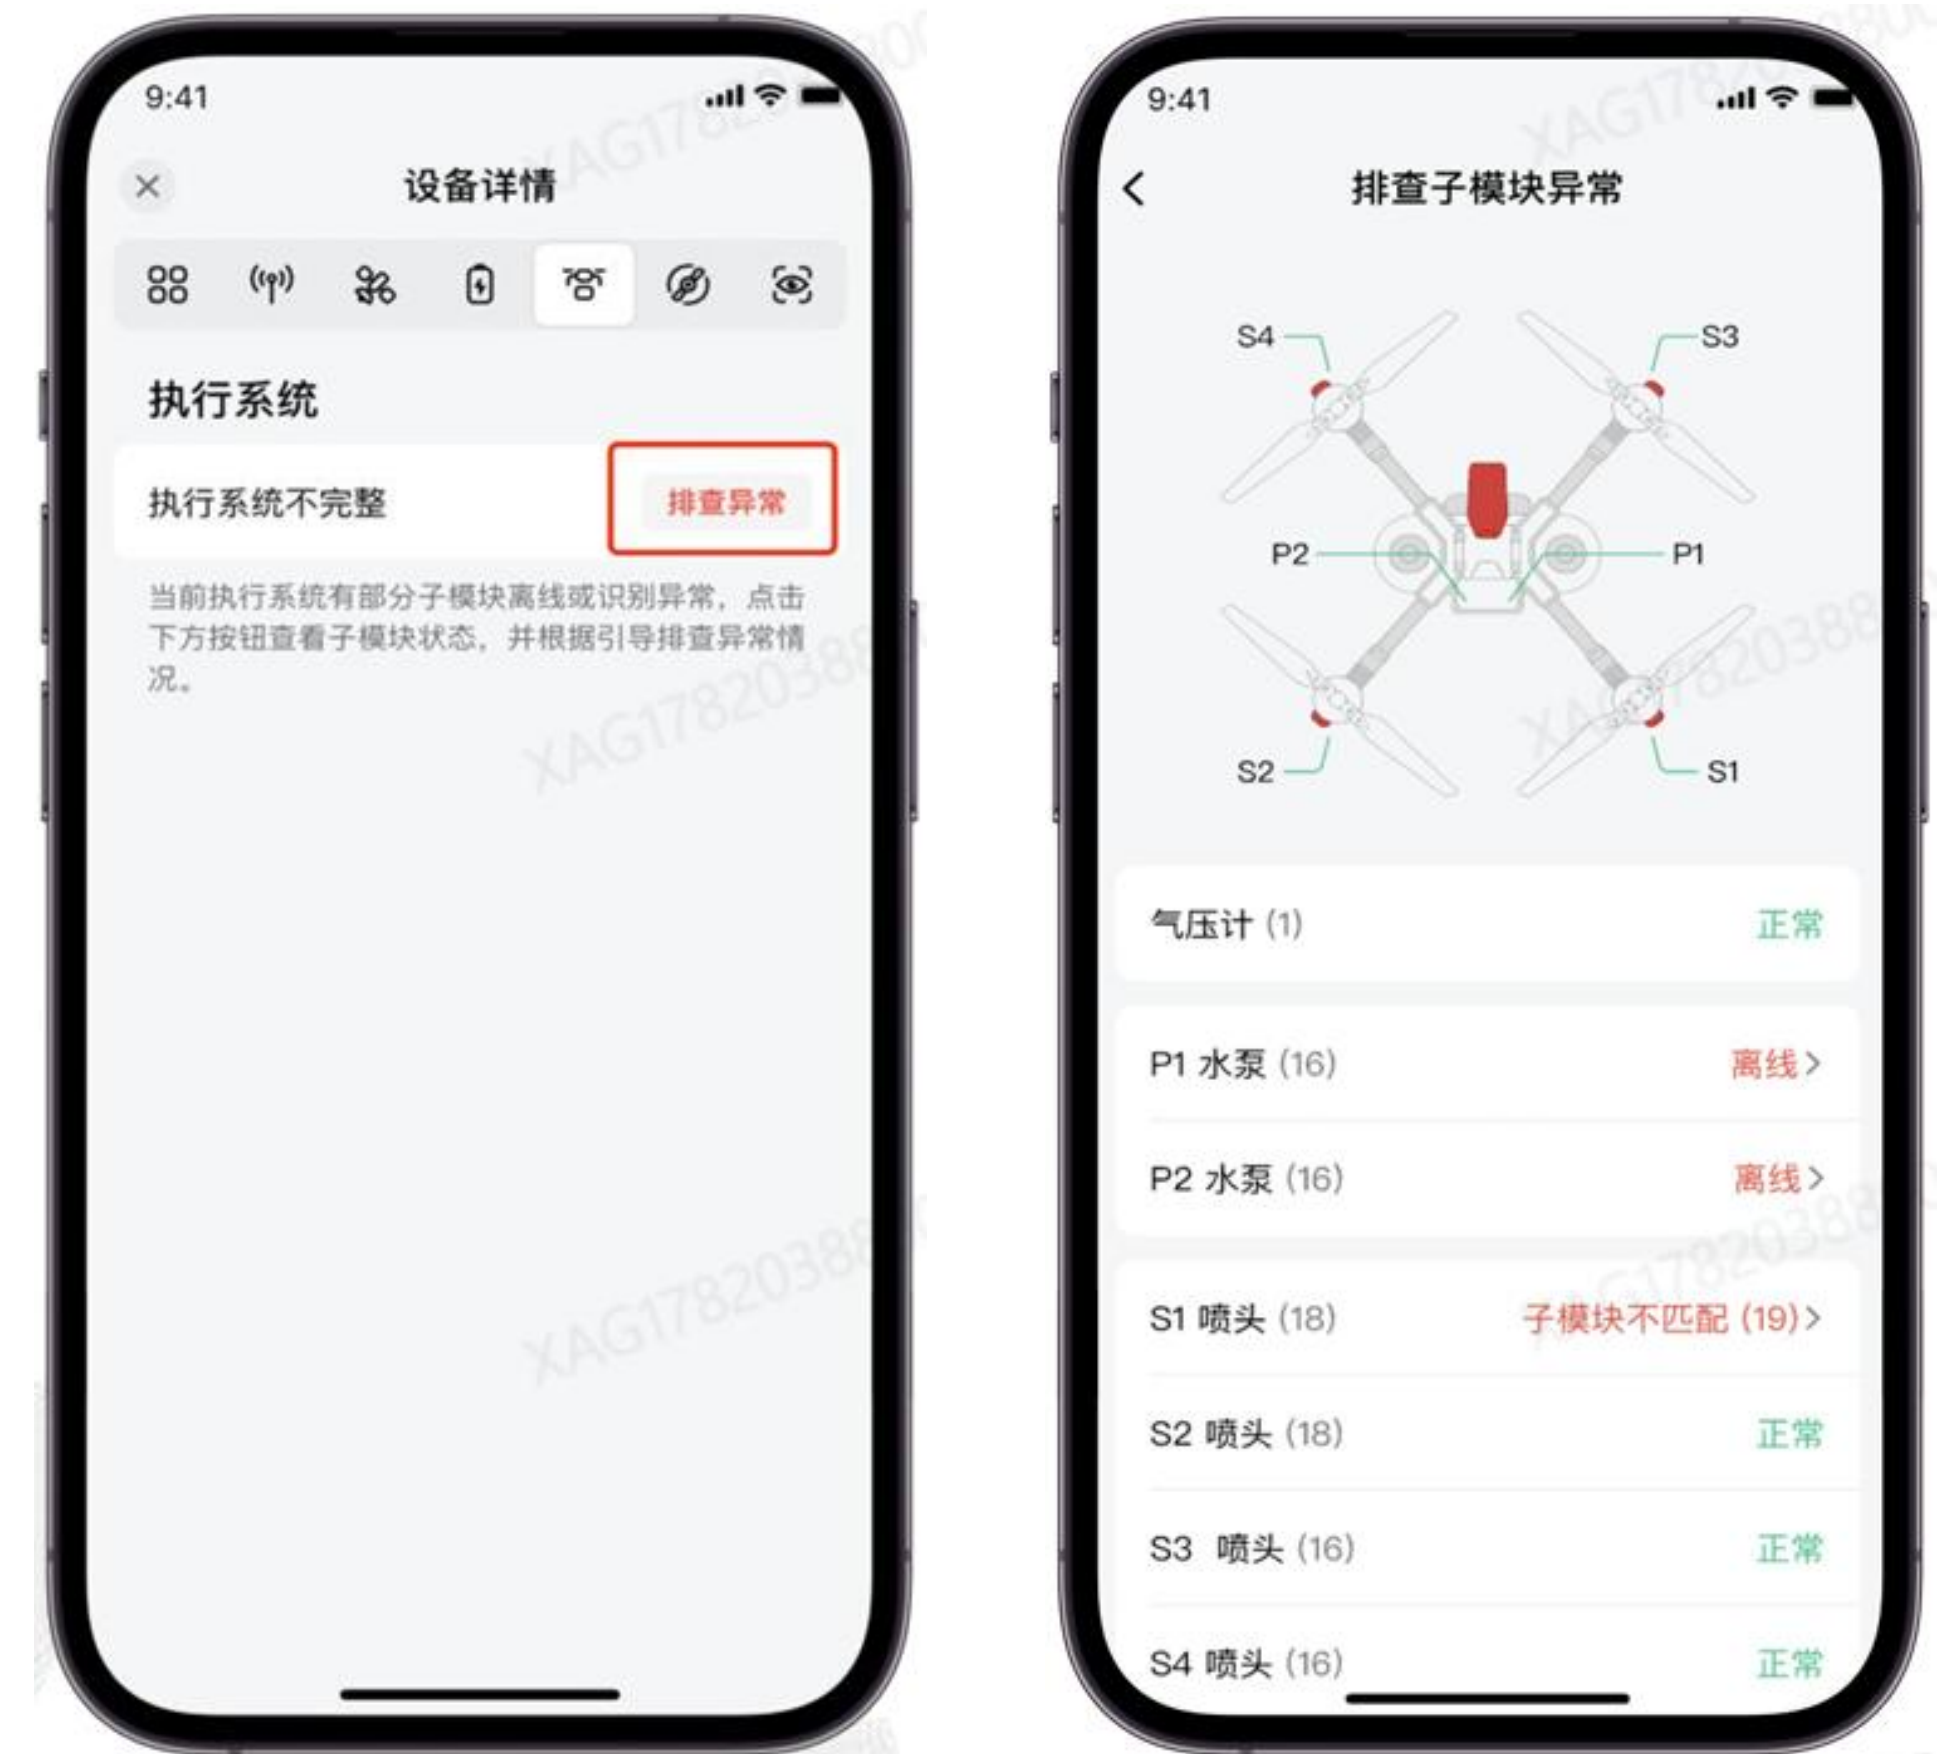 9:41
设备详情
执行系统
执行系统不完整
排查异常
当前执行系统有部分子模块离线或识别异常，点击
下方按钮查看子模块状态，并根据引导排查异常情
况。
XAG1782038
XAG1782038
9:41
排查子模块异常
S4
S3
P2
P1
S2
S1
气压计 (1)
正常
P1 水泵 (16)
离线
P2 水泵 (16)
离线
S1 喷头 (18)
子模块不匹配 (19)
S2 喷头 (18)
正常
S3 喷头 (16)
正常
S4 喷头 (16)
正常